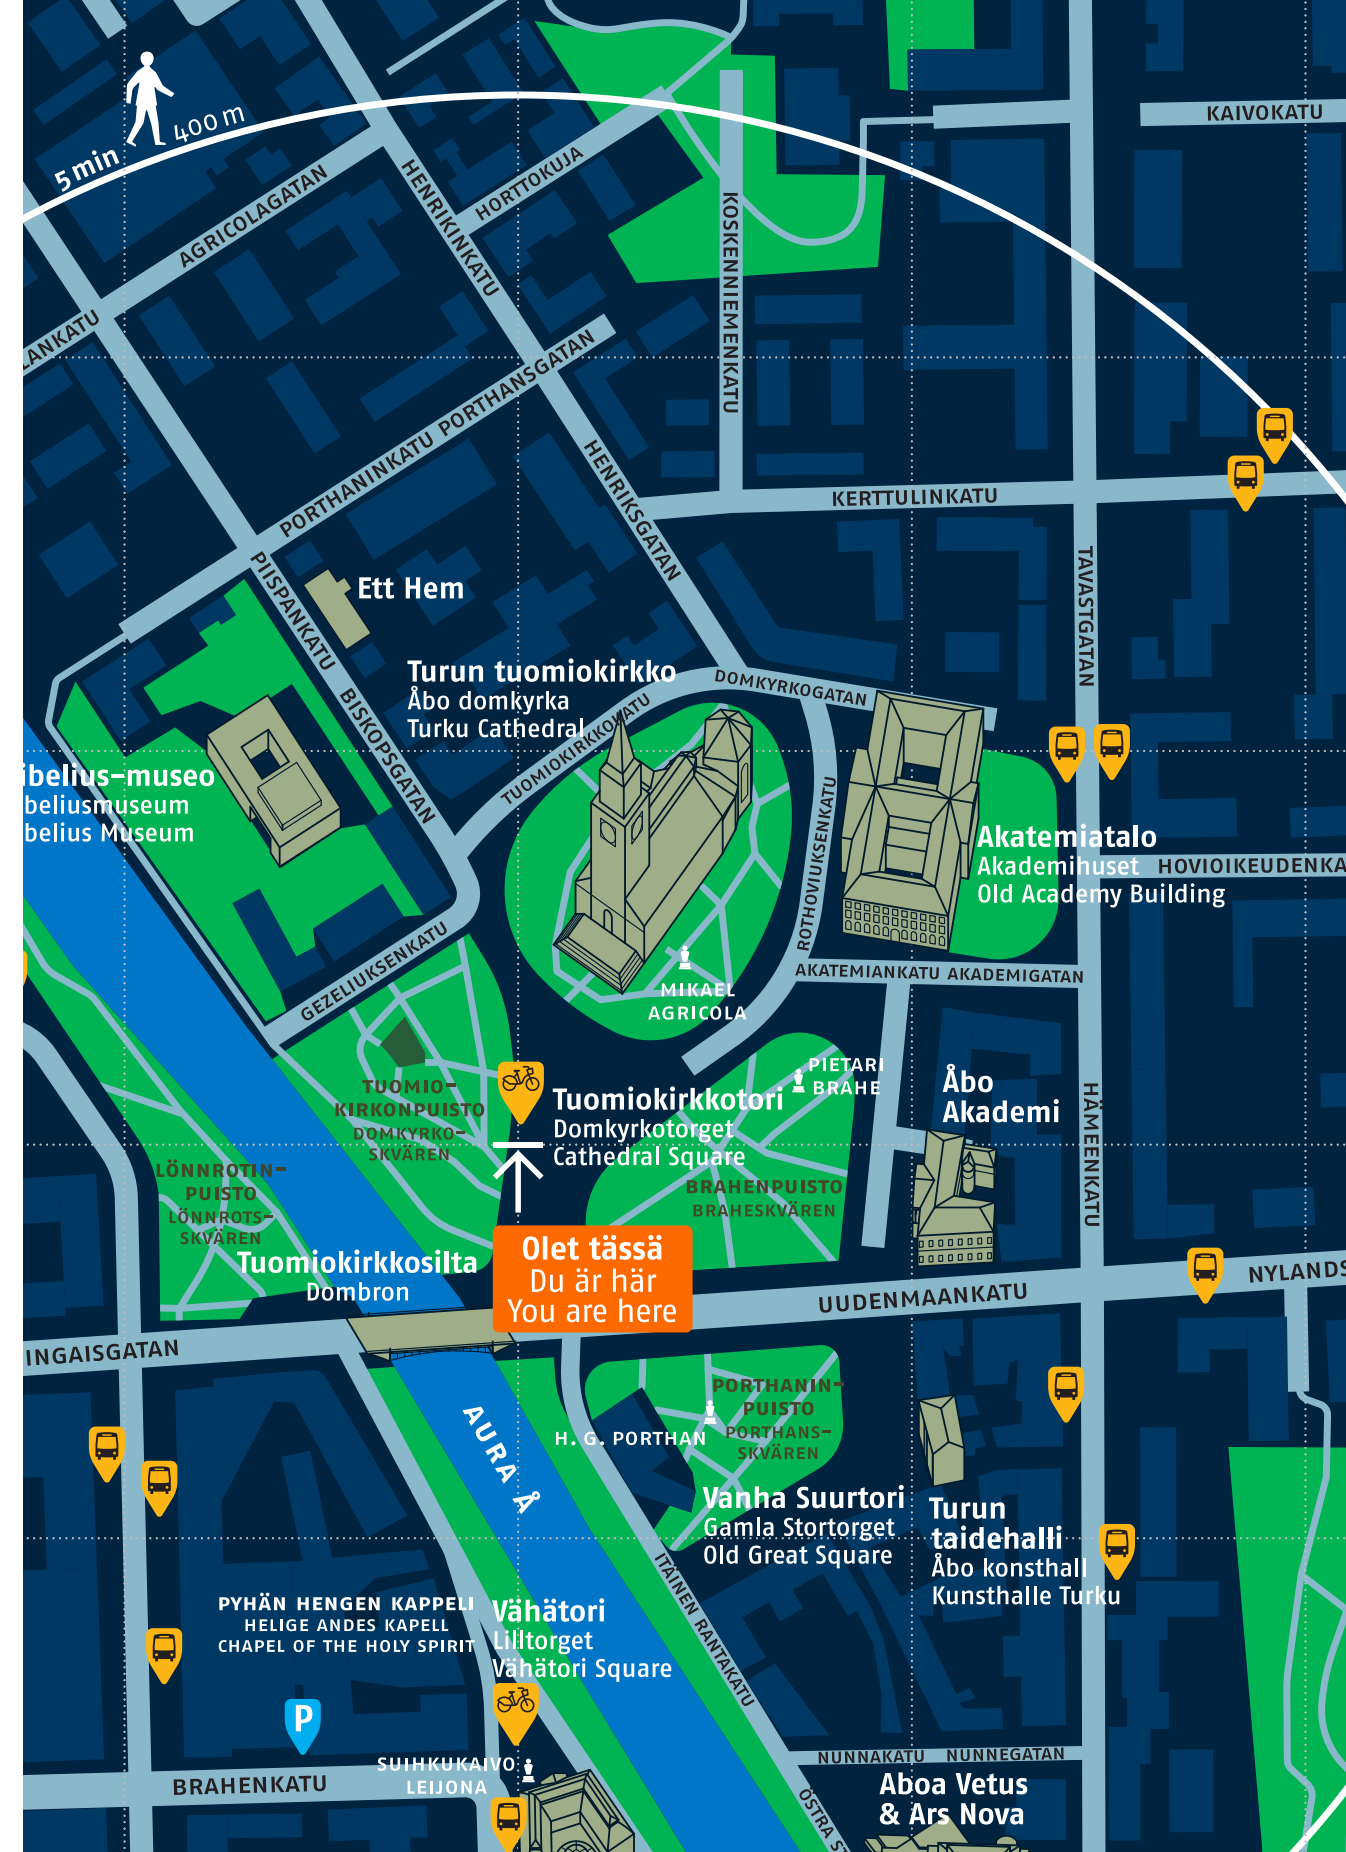 400 m
5 min
KAIVOKATU
AGRICOLAGATAN
HENRIKINKATU
HORTTOKUJA
KOSKENNIEMENKATU
LANKATU
PORTHANINKATU PORTHANSGATAN
HENRIKSGATAN
KERTTULINKATU
TAVASTGATAN
PIISPANKATU BISKOPSGATAN
Ett Hem
Turun tuomiokirkko
Åbo domkyrka
Turku Cathedral
TUOMIOKIRKKOKATU
DOMKYRKOGATAN
ibelius-museo
beliusmuseum
belius Museum
ROTHOVIUKSENKATU
Akatemiatalo
Akademihuset
Old Academy Building
HOVIOIKEUDENKA
GEZELIUKSENKATU
AKATEMIANKATU AKADEMIGATAN
MIKAEL
AGRICOLA
PIETARI
BRAHE
Åbo
Akademi
HÄMEENKATU
TUOMIO-
KIRKONPUISTO
DOMKYRKO-
SKVÄREN
Tuomiokirkkotori
Domkyrkotorget
Cathedral Square
LÖNNROTIN-
PUISTO
LÖNNROTS-
SKVÄREN
BRAHENPUISTO
BRAHESKVÄREN
Tuomiokirkkosilta
Dombron
Olet tässä
Du är här
You are here
UUDENMAANKATU
NYLANDS
INGAISGATAN
AURA Å
PORTHANIN-
PUISTO
PORTHANS-
SKVÄREN
H. G. PORTHAN
Vanha Suurtori
Gamla Stortorget
Old Great Square
Turun
taidehalli
Åbo konsthall
Kunsthalle Turku
ITÄINEN RANTAKATU
PYHÄN HENGEN KAPPELI
HELIGE ANDES KAPELL
CHAPEL OF THE HOLY SPIRIT
Vähätori
Lilltorget
Vähätori Square
P
SUIHKUKAIVO
LEIJONA
BRAHENKATU
NUNNAKATU NUNNEGATAN
Aboa Vetus
& Ars Nova
ÖSTRA S